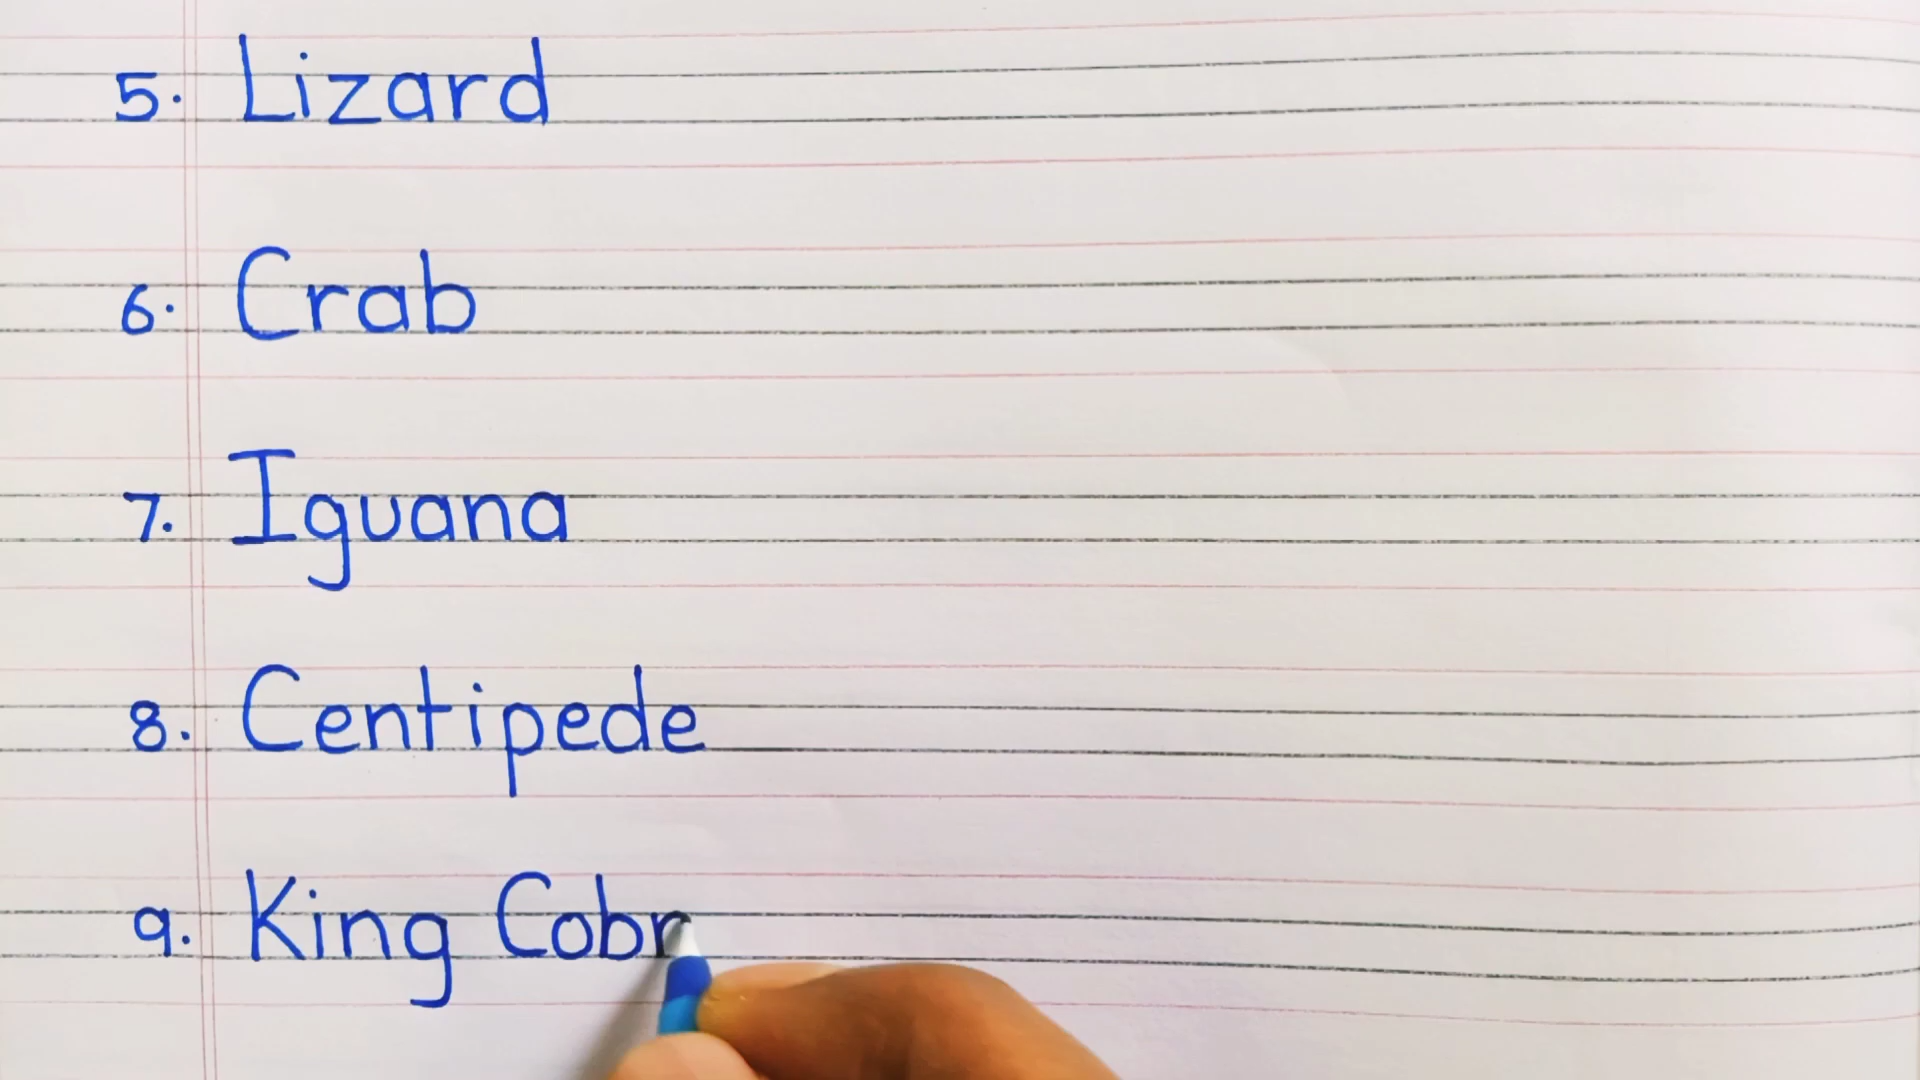 5. Lizard
6. Crab
7. Iguana
8. Centipede
9. King Cobr